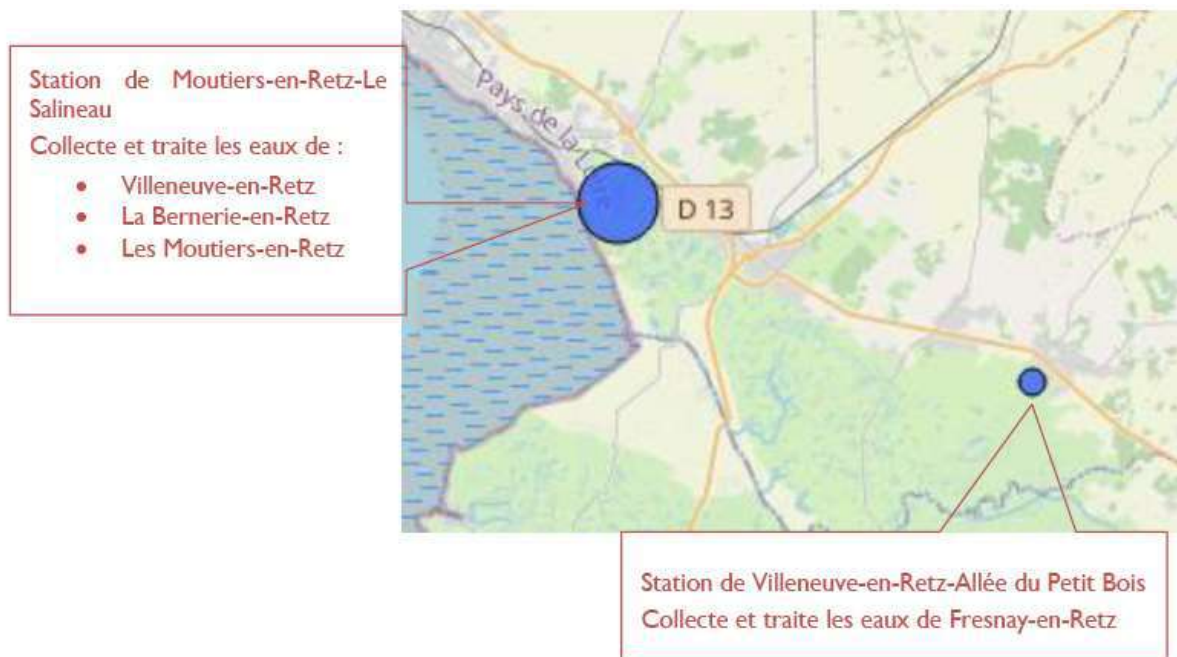 Station de Moutiers-en-Retz-Le
Salineau
Collecte et traite les eaux de :
• Villeneuve-en-Retz
• La Bernerie-en-Retz
• Les Moutiers-en-Retz
Pays de la
D 13
Station de Villeneuve-en-Retz-Allée du Petit Bois
Collecte et traite les eaux de Fresnay-en-Retz